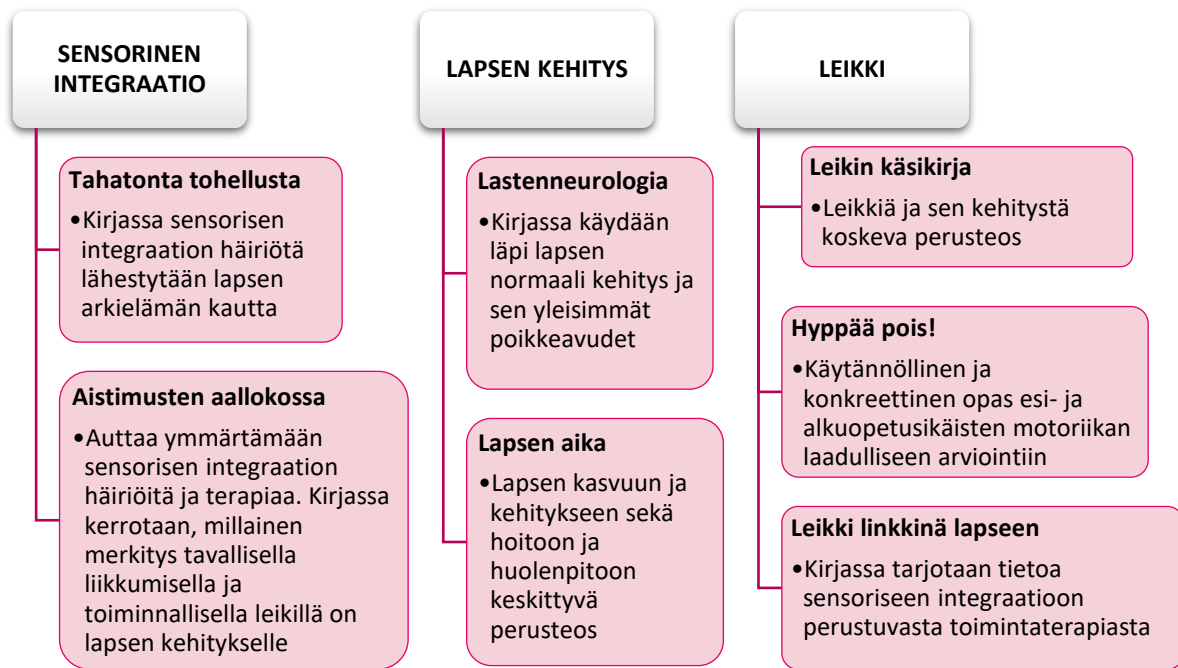 SENSORINEN
INTEGRAATIO
Tahatonta tohellusta
•Kirjassa sensorisen
integraation häiriötä
lähestytään lapsen
arkielämän kautta
Aistimusten aallokossa
•Auttaa ymmärtämään
sensorisen integraation
häiriöitä ja terapiaa. Kirjassa
kerrotaan, millainen
merkitys tavallisella
liikkumisella ja
toiminnallisella leikillä on
lapsen kehitykselle
LAPSEN KEHITYS
Lastenneurologia
•Kirjassa käydään
läpi lapsen
normaali kehitys ja
sen yleisimmät
poikkeavudet
Lapsen aika
•Lapsen kasvuun ja
kehitykseen sekä
hoitoon ja
huolenpitoon
keskittyvä
perusteos
LEIKKI
Leikin käsikirja
•Leikkiä ja sen kehitystä
koskeva perusteos
Hyppää pois!
•Käytännöllinen ja
konkreettinen opas esi- ja
alkuopetusikäisten motoriikan
laadulliseen arviointiin
Leikki linkkinä lapseen
•Kirjassa tarjotaan tietoa
sensoriseen integraatioon
perustuvasta toimintaterapiasta